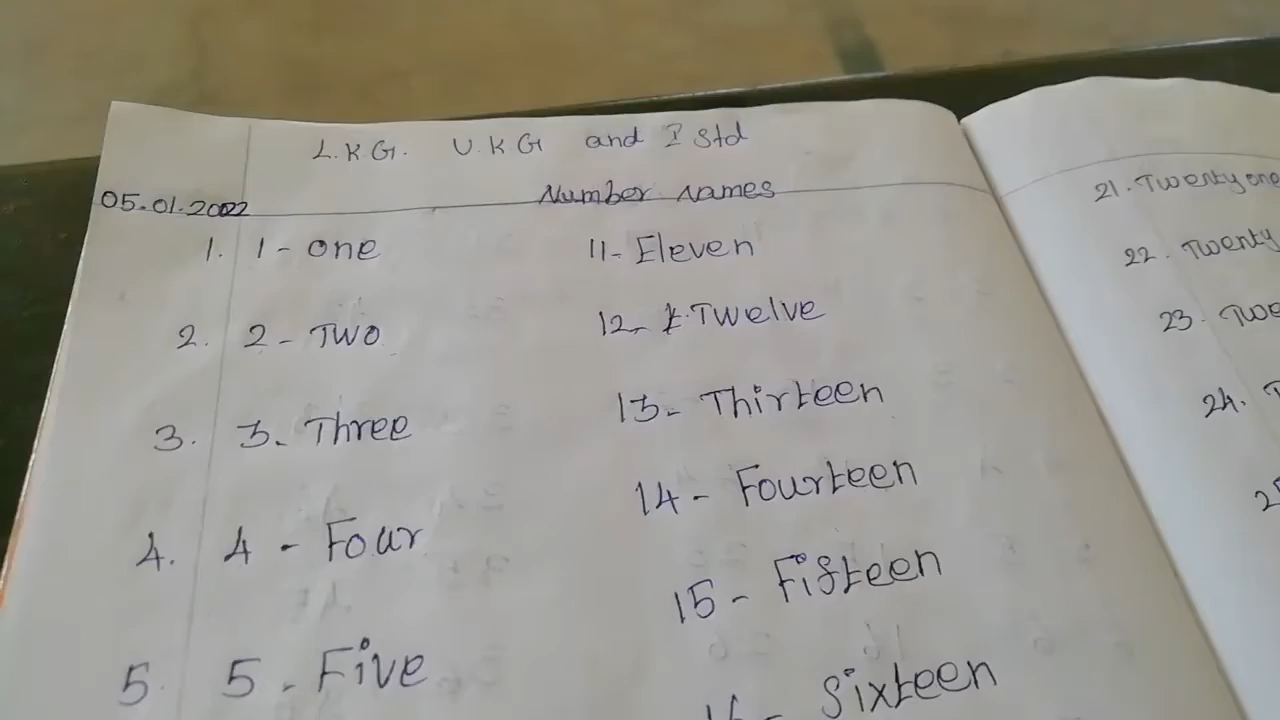 L.K.G. U.K.G and I Std
05.01.2022 Number names
1. 1 - One
2. 2 - Two
3. 3. Three
4. 4 - Four
5. 5 - Five
11- Eleven
12- Twelve
13- Thirteen
14 - Fourteen
15 - Fifteen
16 - Sixteen
21. Twenty one
22. Twenty
23.
24.